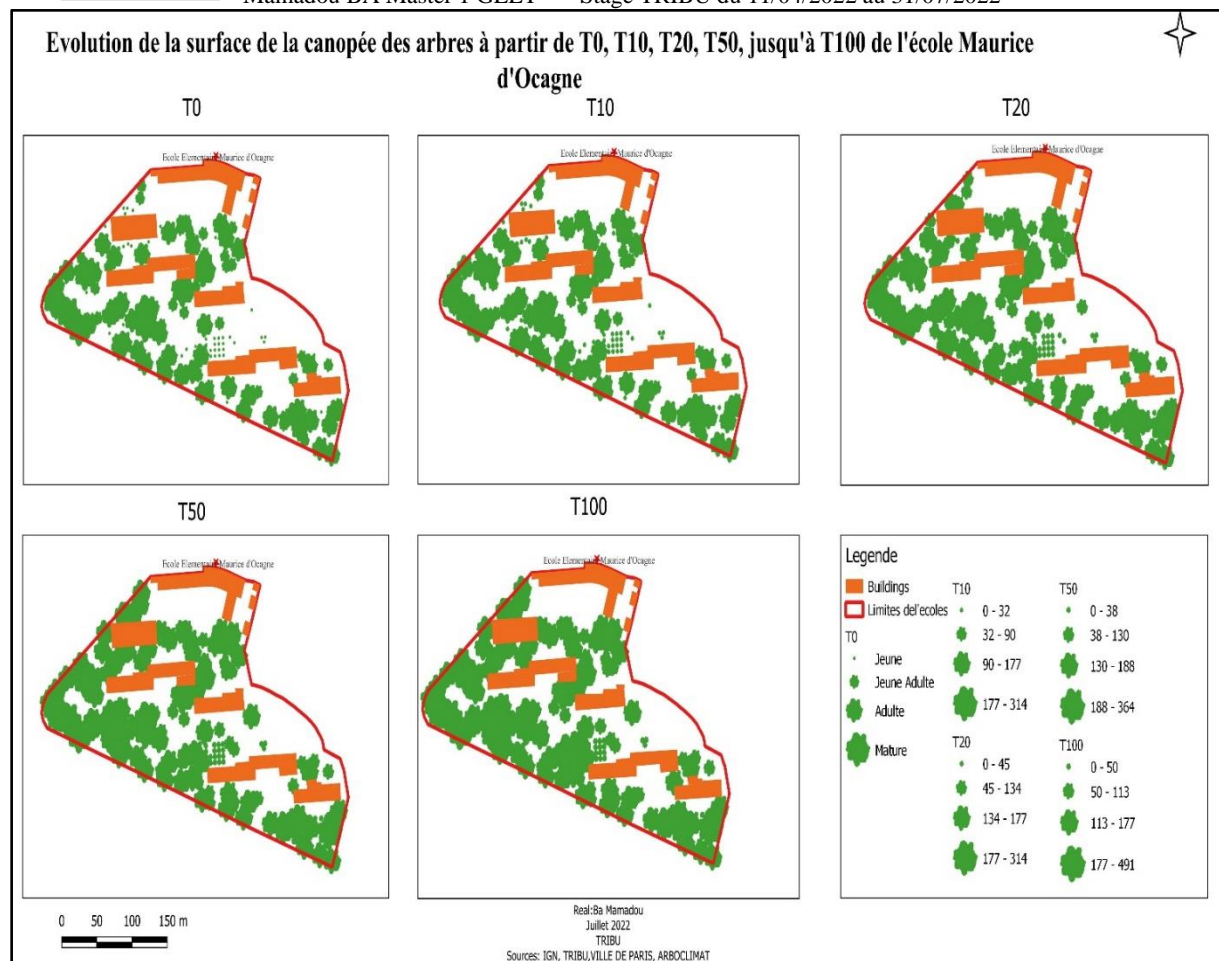 Mamadou BA Master 1 GLET Stage TRIBU du 11/04/2022 au 31/07/2022
Evolution de la surface de la canopée des arbres à partir de T0, T10, T20, T50, jusqu'à T100 de l'école Maurice
d'Ocagne
T0
T10
T20
Ecole Elementaire Maurice d'Ocagne
Ecole Elementaire Maurice d'Ocagne
Ecole Elementaire Maurice d'Ocagne
T50
T100
Ecole Elementaire Maurice d'Ocagne
Ecole Elementaire Maurice d'Ocagne
Legende
Buildings
Limites del'ecoles
T0
Jeune
Jeune Adulte
Adulte
Mature
T10
0 - 32
32 - 90
90 - 177
177 - 314
T20
0 - 45
45 - 134
134 - 177
177 - 314
T50
0 - 38
38 - 130
130 - 188
188 - 364
T100
0 - 50
50 - 113
113 - 177
177 - 491
0 50 100 150 m
Real:Ba Mamadou
Juillet 2022
TRIBU
Sources: IGN, TRIBU,VILLE DE PARIS, ARBOCLIMAT